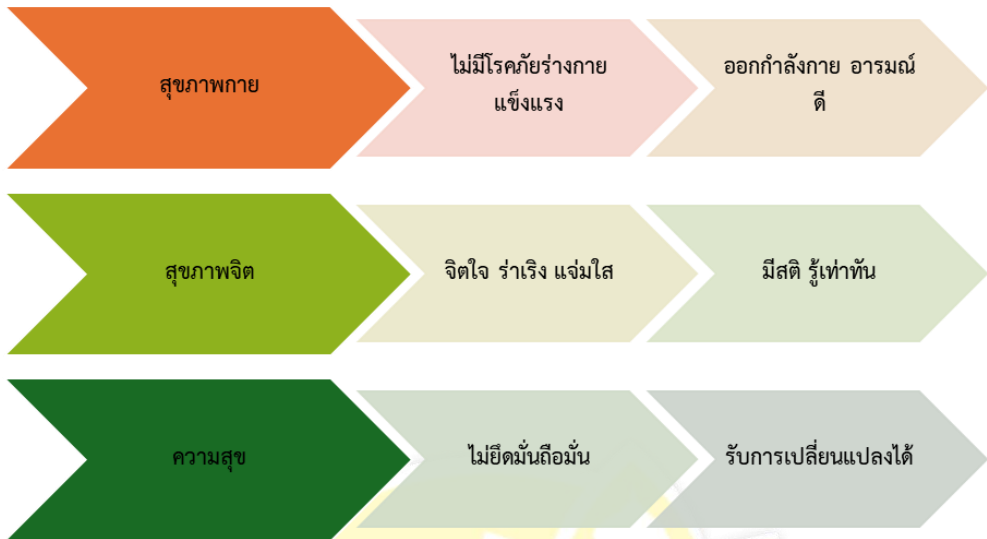 สุขภาพกาย
ไม่มีโรคภัยร่างกาย
แข็งแรง
ออกกำลังกาย อารมณ์
ดี
สุขภาพจิต
จิตใจ ร่าเริง แจ่มใส
มีสติ รู้เท่าทัน
ความสุข
ไม่ยึดมั่นถือมั่น
รับการเปลี่ยนแปลงได้